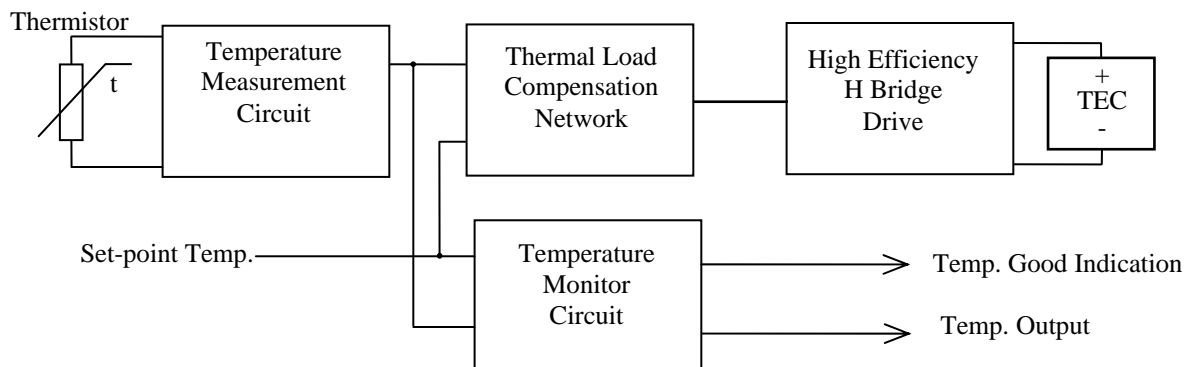 Thermistor
t
Temperature
Measurement
Circuit
Thermal Load
Compensation
Network
High Efficiency
H Bridge
Drive
+
TEC
-
Set-point Temp.
Temperature
Monitor
Circuit
Temp. Good Indication
Temp. Output